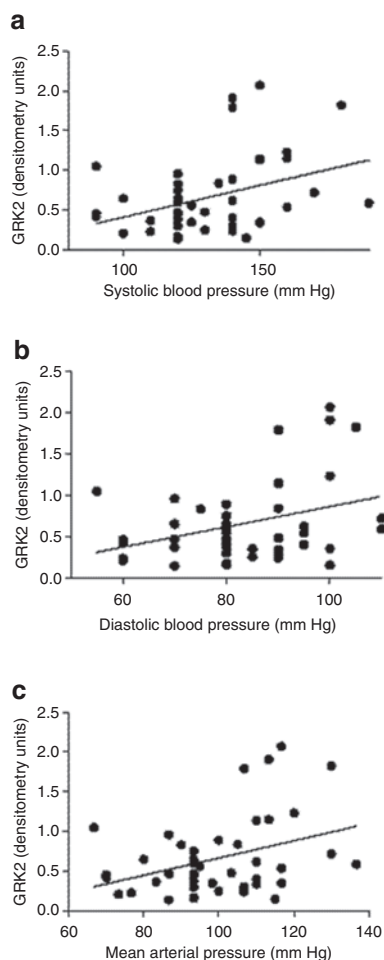 a
2.5
2.0
1.5
1.0
0.5
0.0
GRK2 (densitometry units)
100 150
Systolic blood pressure (mm Hg)
b
2.5
2.0
1.5
1.0
0.5
0.0
GRK2 (densitometry units)
60 80 100
Diastolic blood pressure (mm Hg)
c
2.5
2.0
1.5
1.0
0.5
0.0
GRK2 (densitometry units)
60 80 100 120 140
Mean arterial pressure (mm Hg)